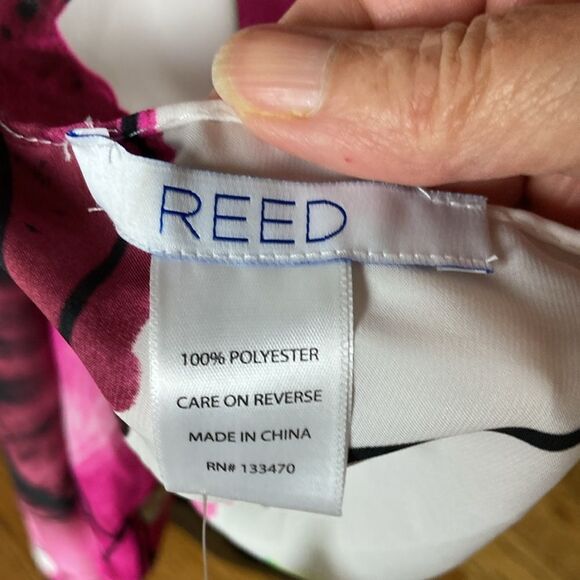 REED
100% POLYESTER
CARE ON REVERSE
MADE IN CHINA
RN# 133470